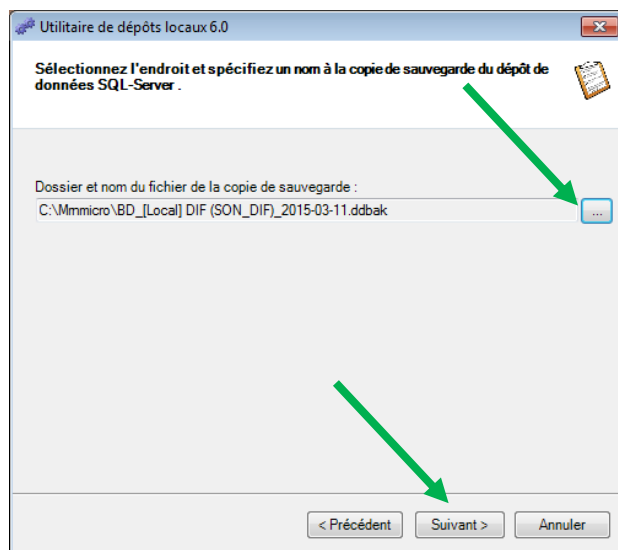 Utilitaire de dépôts locaux 6.0
Sélectionnez l'endroit et spécifiez un nom à la copie de sauvegarde du dépôt de
données SQL-Server .
Dossier et nom du fichier de la copie de sauvegarde :
C:\Mmmicro\BD_[Local] DIF (SON_DIF)_2015-03-11.ddbak
...
< Précédent
Suivant >
Annuler